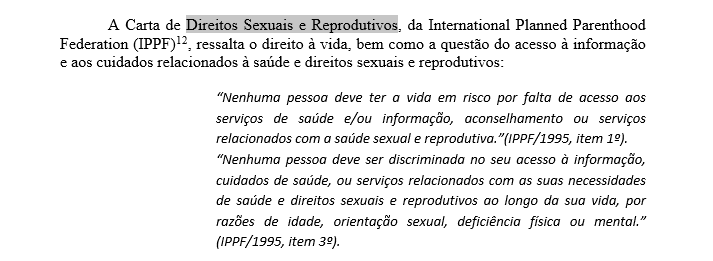 A Carta de Direitos Sexuais e Reprodutivos, da International Planned Parenthood
Federation (IPPF)12, ressalta o direito à vida, bem como a questão do acesso à informação
e aos cuidados relacionados à saúde e direitos sexuais e reprodutivos:
“Nenhuma pessoa deve ter a vida em risco por falta de acesso aos
serviços de saúde e/ou informação, aconselhamento ou serviços
relacionados com a saúde sexual e reprodutiva.”(IPPF/1995, item 1º).
“Nenhuma pessoa deve ser discriminada no seu acesso à informação,
cuidados de saúde, ou serviços relacionados com as suas necessidades
de saúde e direitos sexuais e reprodutivos ao longo da sua vida, por
razões de idade, orientação sexual, deficiência física ou mental.”
(IPPF/1995, item 3º).